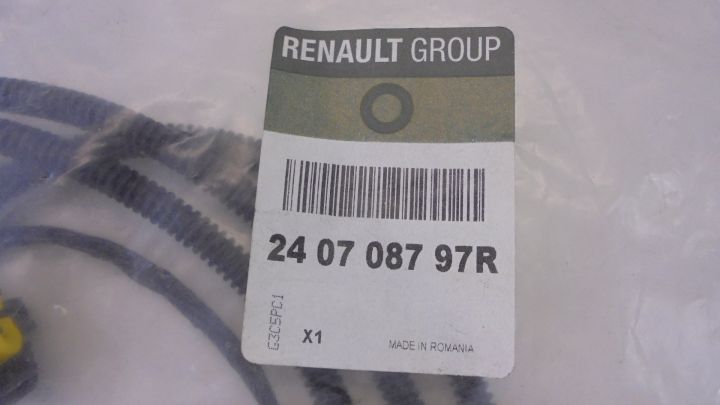 RENAULT GROUP
24 07 087 97R
G3C5PC1
X1
MADE IN ROMANIA